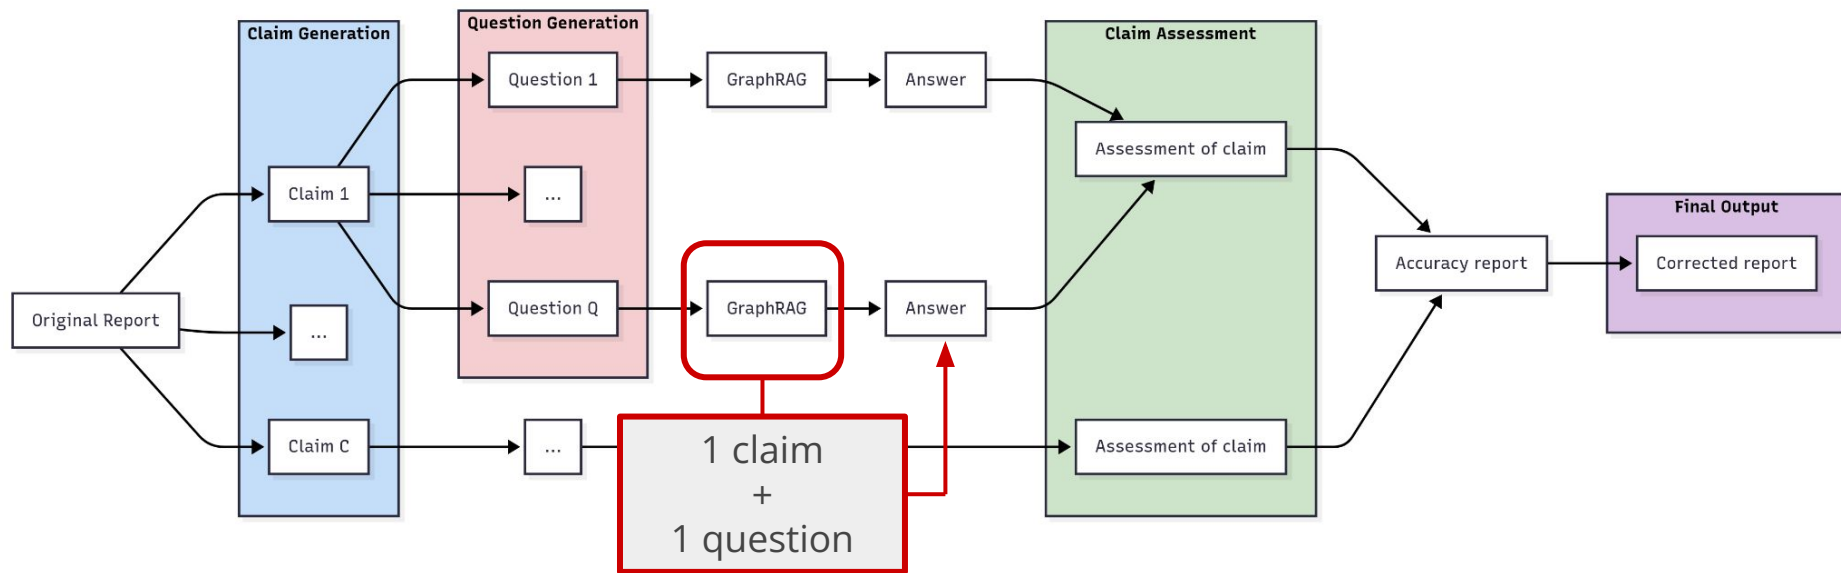 Claim Generation
Question Generation
Claim Assessment
Question 1
GraphRAG
Answer
Assessment of claim
Claim 1
...
Final Output
Original Report
...
Question Q
GraphRAG
Answer
Accuracy report
Corrected report
Claim C
...
1 claim
+
1 question
Assessment of claim